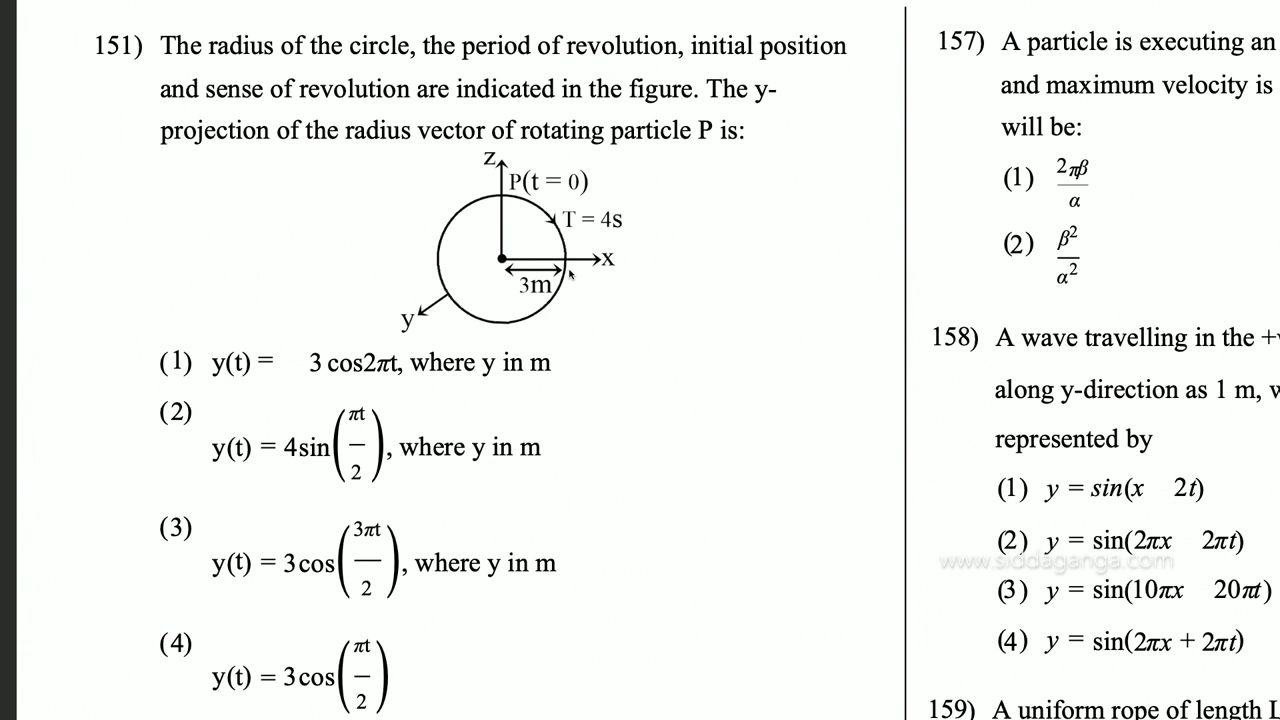 151) The radius of the circle, the period of revolution, initial position
and sense of revolution are indicated in the figure. The y-
projection of the radius vector of rotating particle P is:
z
P(t = 0)
T = 4s
x
3m
y
(1) y(t) = 3 cos2πt, where y in m
(2)
y(t) = 4sin(πt/2), where y in m
(3)
y(t) = 3cos(3πt/2), where y in m
(4)
y(t) = 3cos(πt/2)
157) A particle is executing an
and maximum velocity is
will be:
(1) 2πβ/α
(2) β²/α²
158) A wave travelling in the +
along y-direction as 1 m, w
represented by
(1) y = sin(x 2t)
(2) y = sin(2πx 2πt)
www.siddaganga.com
(3) y = sin(10πx 20πt)
(4) y = sin(2πx + 2πt)
159) A uniform rope of length L